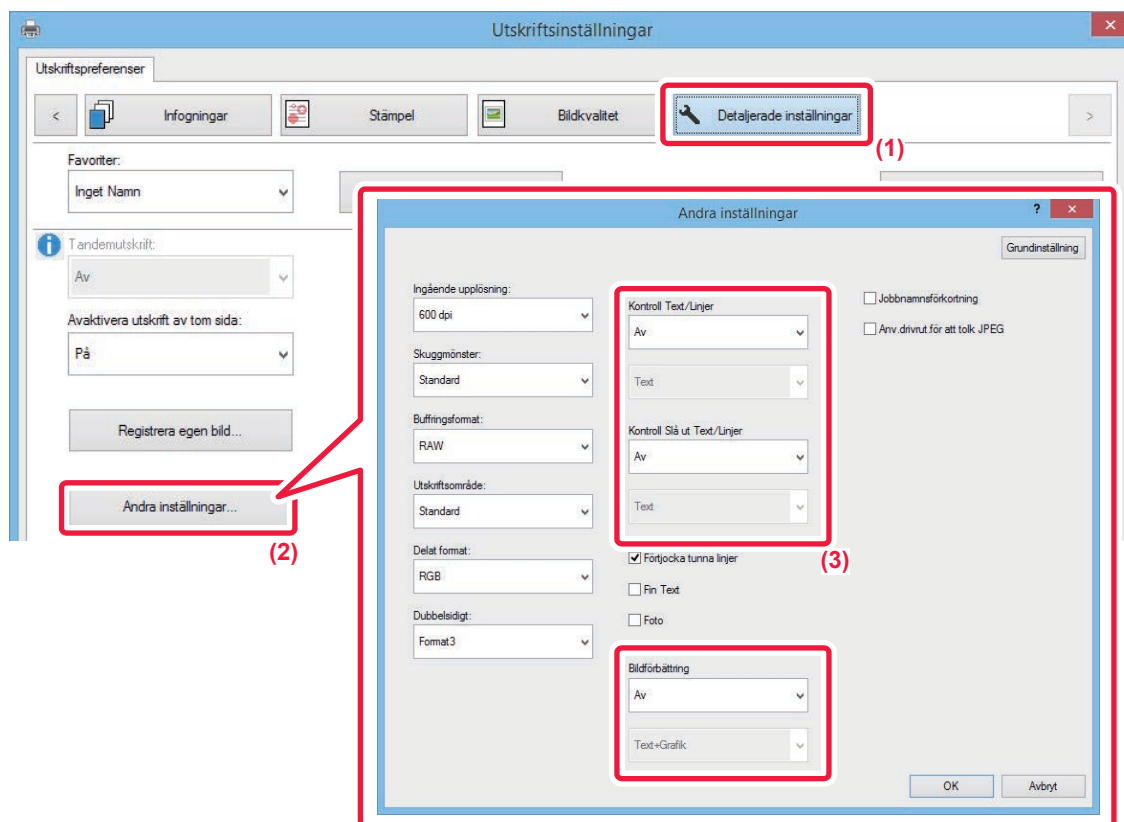 Utskriftsinställningar
Utskriftspreferenser
< Infogningar Stämpel Bildkvalitet Detaljerade inställningar >
(1)
Favoriter:
Inget Namn
Tandemutskrift:
Av
Avaktivera utskrift av tom sida:
På
Registrera egen bild...
Andra inställningar...
(2)
Andra inställningar
?
Grundinställning
Ingående upplösning:
600 dpi
Skuggmönster:
Standard
Buffringsformat:
RAW
Utskriftsområde:
Standard
Delat format:
RGB
Dubbelsidigt:
Format3
Kontroll Text/Linjer
Av
Text
Kontroll Slå ut Text/Linjer
Av
Text
(3)
Förtjocka tunna linjer
Fin Text
Foto
Bildförbättring
Av
Text+Grafik
Jobbnamnsförkortning
Anv.drivrut.för att tolk JPEG
OK Avbryt